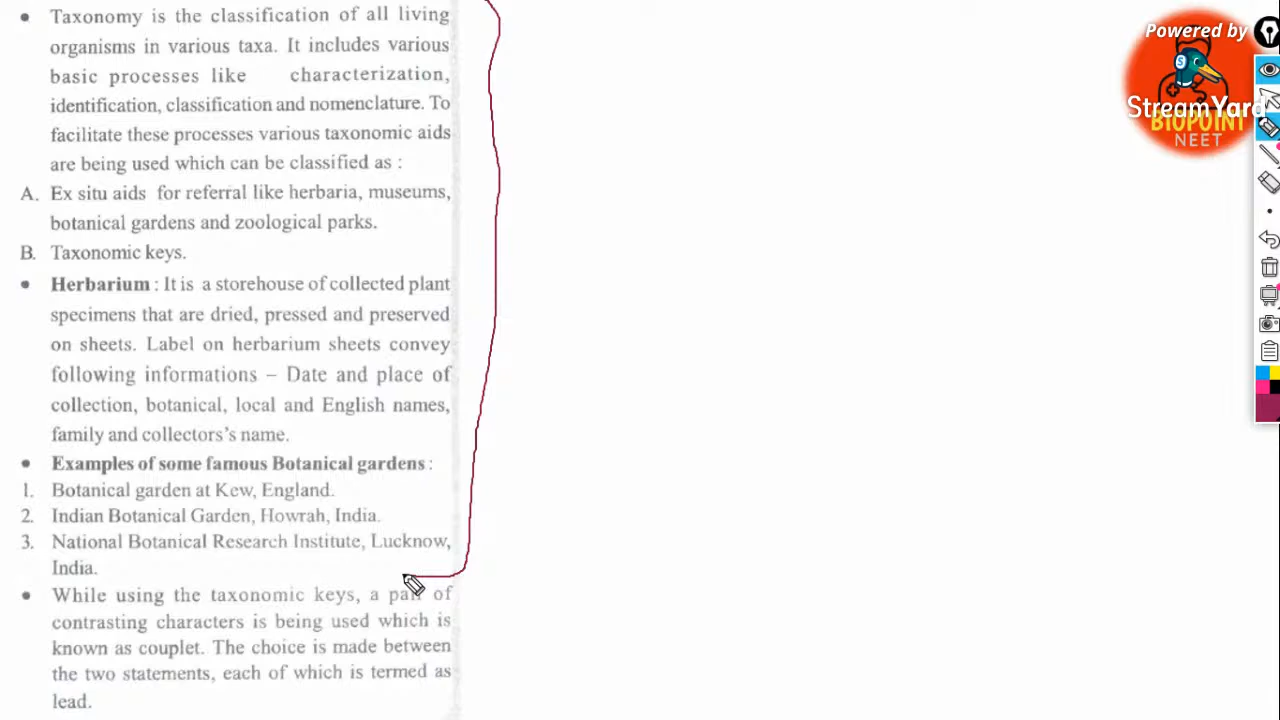 • Taxonomy is the classification of all living
organisms in various taxa. It includes various
basic processes like characterization,
identification, classification and nomenclature. To
facilitate these processes various taxonomic aids
are being used which can be classified as :
A. Ex situ aids for referral like herbaria, museums,
botanical gardens and zoological parks.
B. Taxonomic keys.
• Herbarium : It is a storehouse of collected plant
specimens that are dried, pressed and preserved
on sheets. Label on herbarium sheets convey
following informations – Date and place of
collection, botanical, local and English names,
family and collectors's name.
• Examples of some famous Botanical gardens :
1. Botanical garden at Kew, England.
2. Indian Botanical Garden, Howrah, India.
3. National Botanical Research Institute, Lucknow,
India.
• While using the taxonomic keys, a pair of
contrasting characters is being used which is
known as couplet. The choice is made between
the two statements, each of which is termed as
lead.
Powered by
S
StreamYard
BIOPOINT
NEET